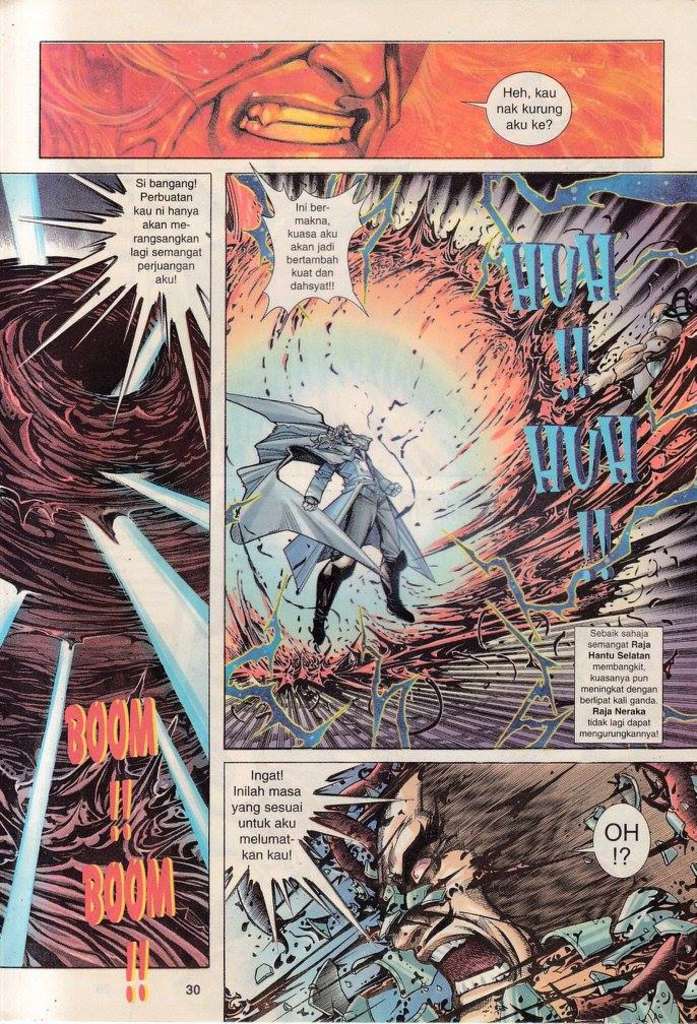 Heh, kau
nak kurung
aku ke?
Si bangang!
Perbuatan
kau ni hanya
akan me-
rangsangkan
lagi semangat
perjuangan
aku!
BOOM
!!
BOOM
!!
Ini ber-
makna,
kuasa aku
akan jadi
bertambah
kuat dan
dahsyat!!
HUH
!!
HUH
!!
Sebaik sahaja
semangat Raja
Hantu Selatan
membangkit,
kuasanya pun
meningkat dengan
berlipat kali ganda.
Raja Neraka
tidak lagi dapat
mengurungkannya!
Ingat!
Inilah masa
yang sesuai
untuk aku
melumat-
kan kau!
OH
!?
30